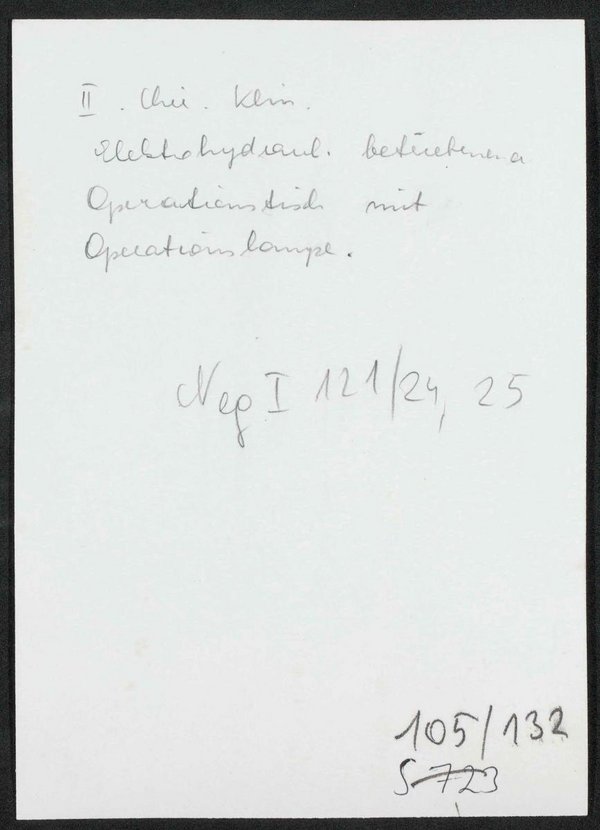 II. Chir. Klin.
Elektrohydraul. betriebener
Operationstisch mit
Operationslampe.
Neg I 121/24, 25
105/132
S 723